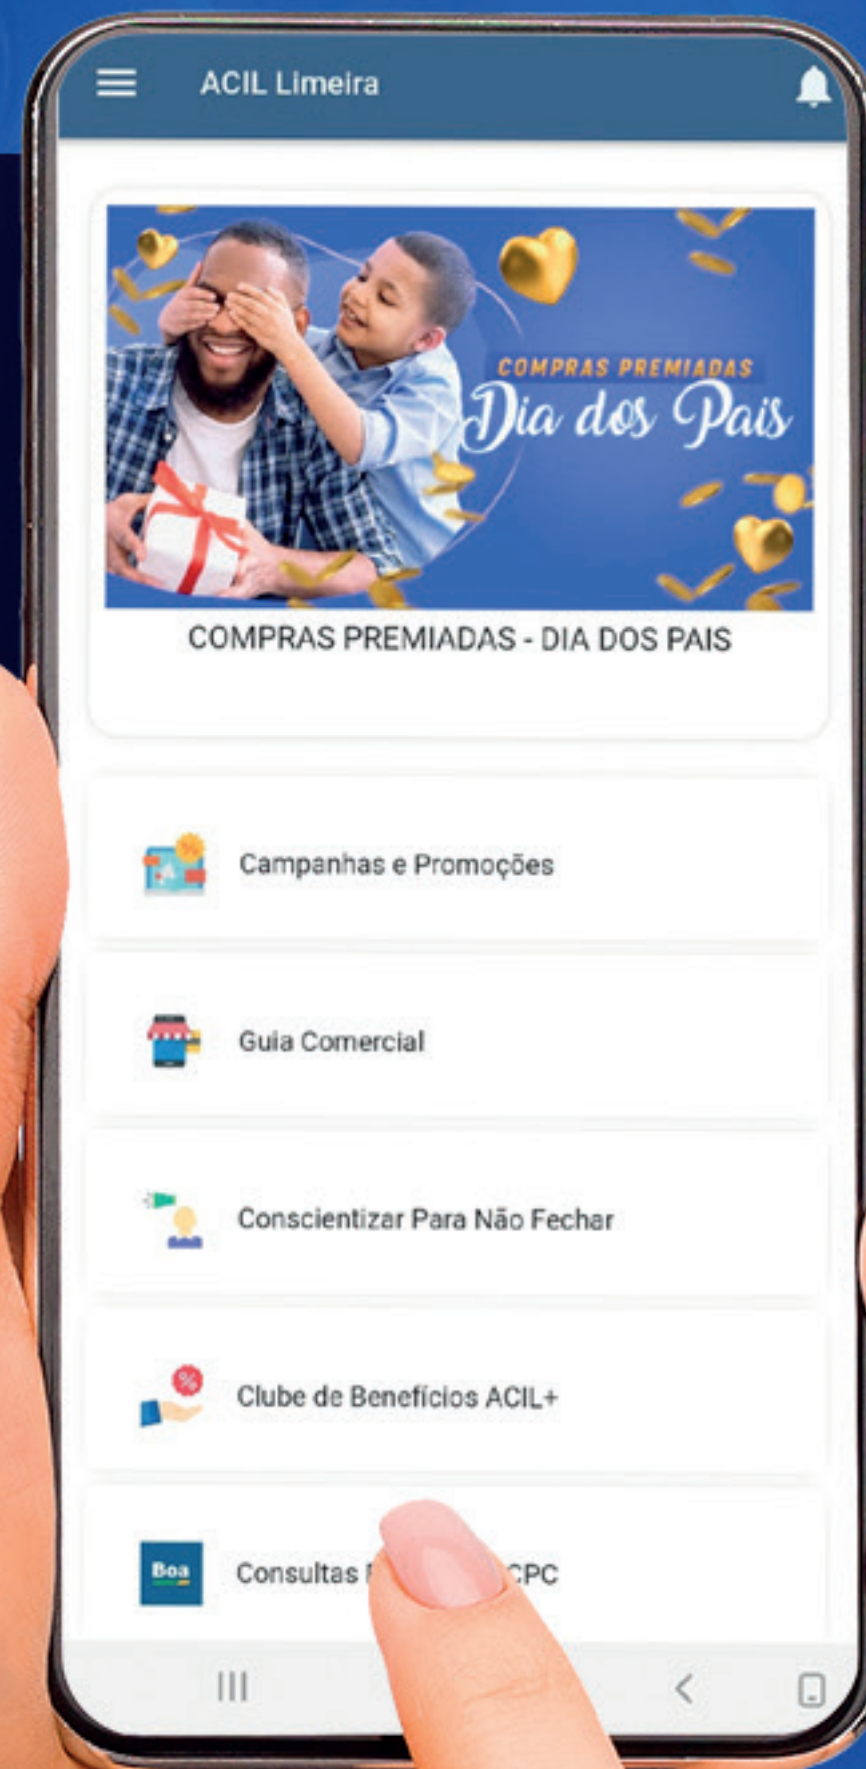 ACIL Limeira
COMPRAS PREMIADAS
Dia dos Pais
COMPRAS PREMIADAS - DIA DOS PAIS
Campanhas e Promoções
Guia Comercial
Conscientizar Para Não Fechar
Clube de Benefícios ACIL+
Boa
Consultas CPC